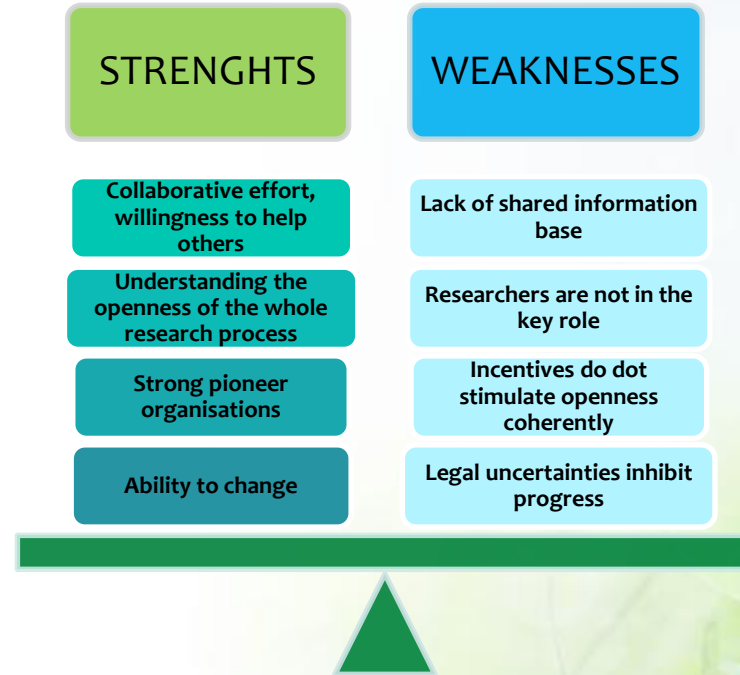 STRENGHTS
Collaborative effort,
willingness to help
others
Understanding the
openness of the whole
research process
Strong pioneer
organisations
Ability to change
WEAKNESSES
Lack of shared information
base
Researchers are not in the
key role
Incentives do dot
stimulate openness
coherently
Legal uncertainties inhibit
progress